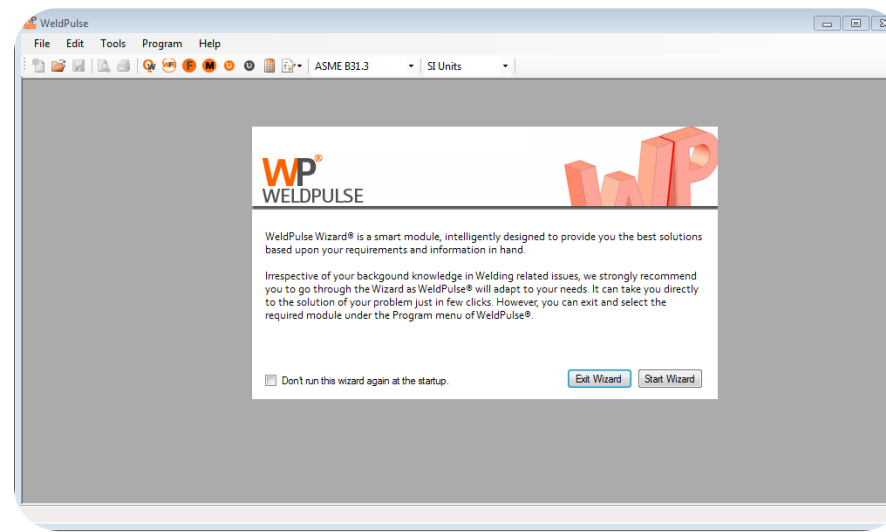 WeldPulse
File Edit Tools Program Help
ASME B31.3 SI Units
WP®
WELDPULSE
WeldPulse Wizard® is a smart module, intelligently designed to provide you the best solutions
based upon your requirements and information in hand.
Irrespective of your backgound knowledge in Welding related issues, we strongly recommend
you to go through the Wizard as WeldPulse® will adapt to your needs. It can take you directly
to the solution of your problem just in few clicks. However, you can exit and select the
required module under the Program menu of WeldPulse®.
Don't run this wizard again at the startup.
Exit Wizard Start Wizard